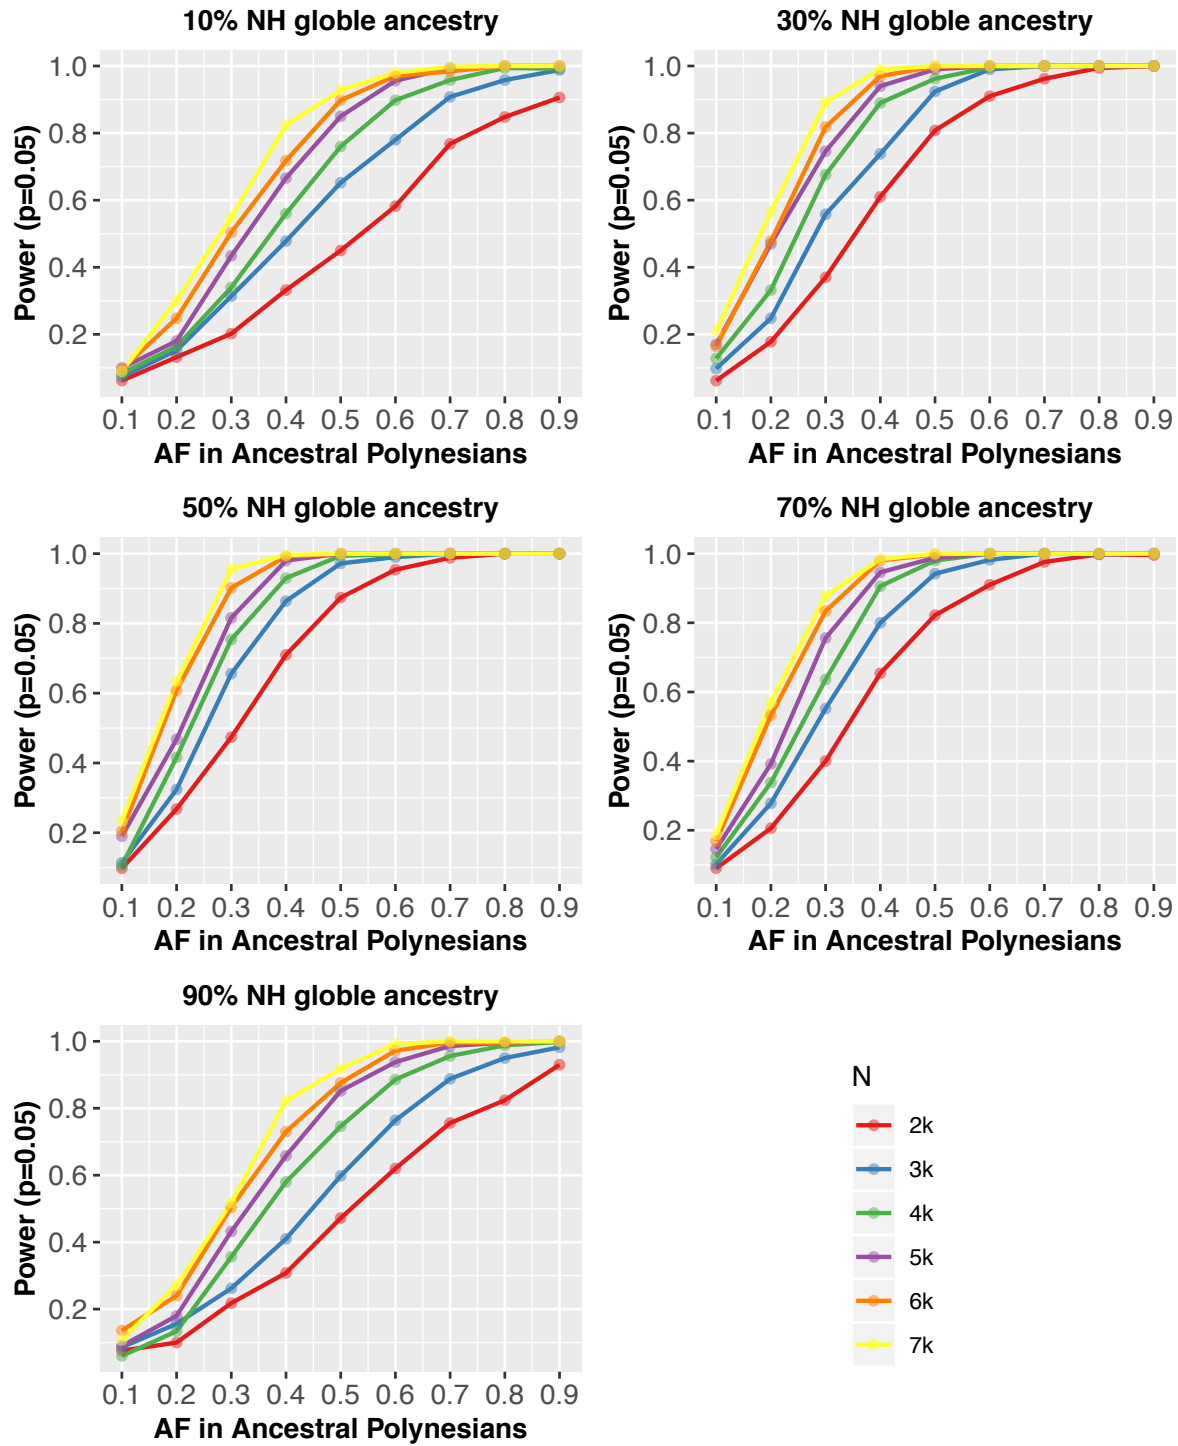 10% NH globle ancestry
Power (p=0.05)
1.0
0.8
0.6
0.4
0.2
0.1 0.2 0.3 0.4 0.5 0.6 0.7 0.8 0.9
AF in Ancestral Polynesians
30% NH globle ancestry
Power (p=0.05)
1.0
0.8
0.6
0.4
0.2
0.1 0.2 0.3 0.4 0.5 0.6 0.7 0.8 0.9
AF in Ancestral Polynesians
50% NH globle ancestry
Power (p=0.05)
1.0
0.8
0.6
0.4
0.2
0.1 0.2 0.3 0.4 0.5 0.6 0.7 0.8 0.9
AF in Ancestral Polynesians
70% NH globle ancestry
Power (p=0.05)
1.0
0.8
0.6
0.4
0.2
0.1 0.2 0.3 0.4 0.5 0.6 0.7 0.8 0.9
AF in Ancestral Polynesians
90% NH globle ancestry
Power (p=0.05)
1.0
0.8
0.6
0.4
0.2
0.1 0.2 0.3 0.4 0.5 0.6 0.7 0.8 0.9
AF in Ancestral Polynesians
N
2k
3k
4k
5k
6k
7k